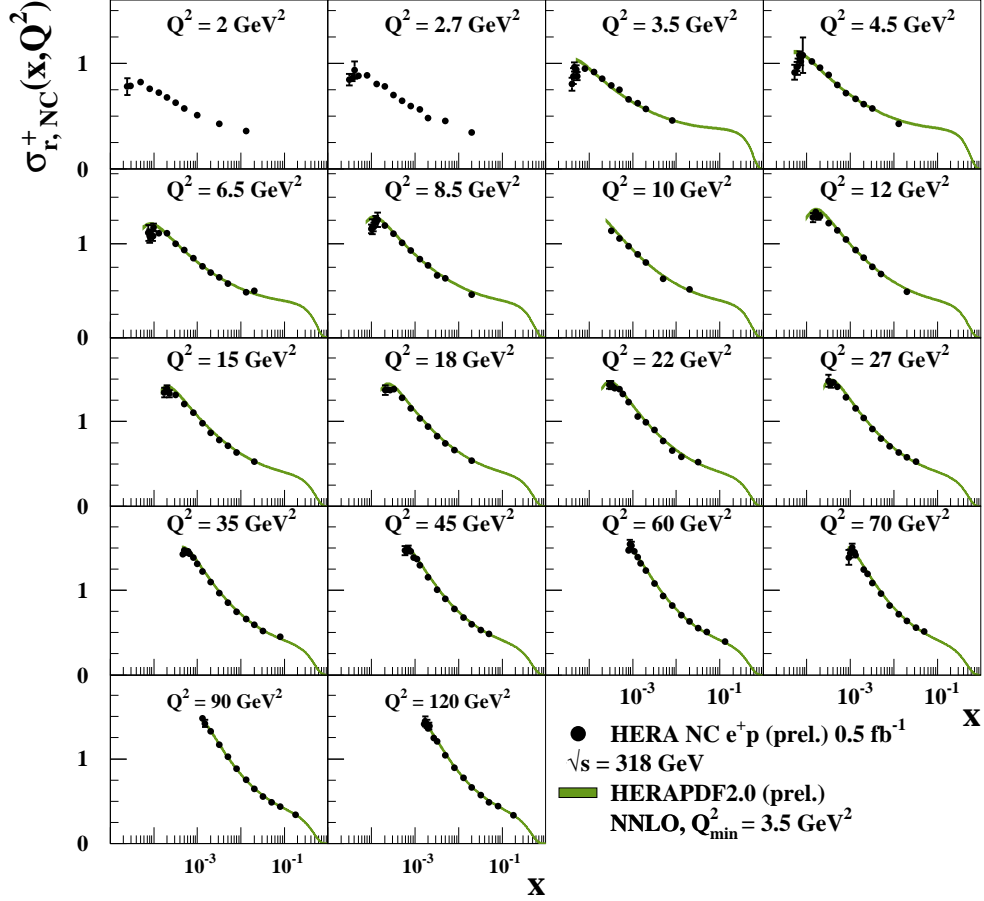 σ⁺r, NC(x,Q²)
Q² = 2 GeV²
Q² = 2.7 GeV²
Q² = 3.5 GeV²
Q² = 4.5 GeV²
1
0
Q² = 6.5 GeV²
Q² = 8.5 GeV²
Q² = 10 GeV²
Q² = 12 GeV²
1
0
Q² = 15 GeV²
Q² = 18 GeV²
Q² = 22 GeV²
Q² = 27 GeV²
1
0
Q² = 35 GeV²
Q² = 45 GeV²
Q² = 60 GeV²
Q² = 70 GeV²
1
0
10⁻³ 10⁻¹ 10⁻³ 10⁻¹
x
Q² = 90 GeV²
Q² = 120 GeV²
1
0
10⁻³ 10⁻¹ 10⁻³ 10⁻¹
x
HERA NC e⁺p (prel.) 0.5 fb⁻¹
√s = 318 GeV
HERAPDF2.0 (prel.)
NNLO, Q²min = 3.5 GeV²